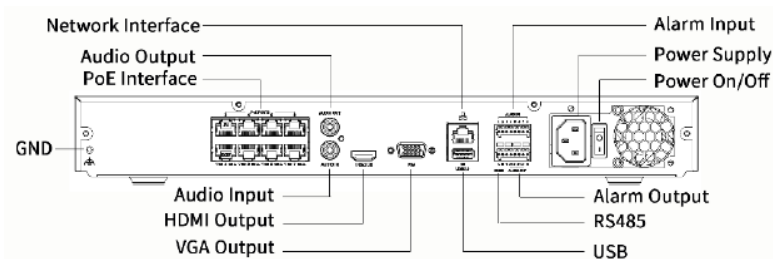 Network Interface
Alarm Input
Audio Output
Power Supply
PoE Interface
Power On/Off
GND
Audio Input
Alarm Output
HDMI Output
RS485
VGA Output
USB